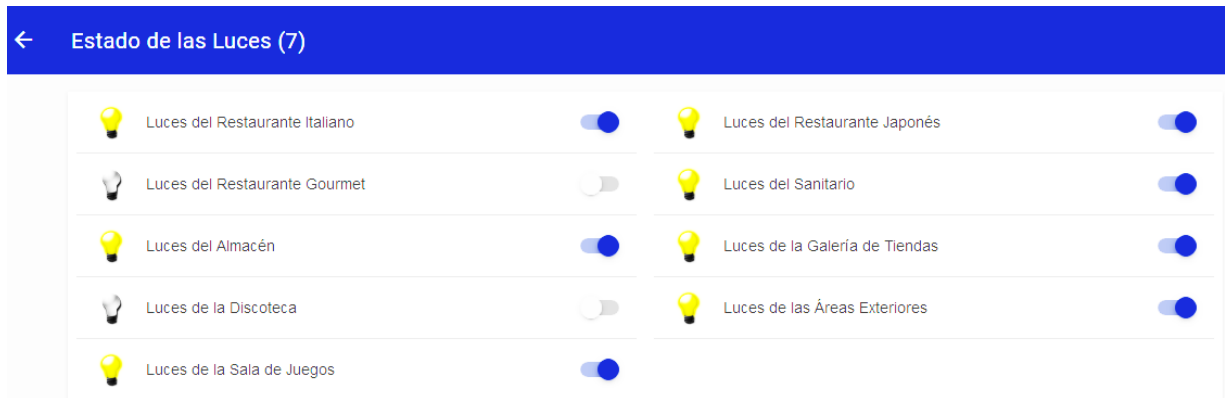 Estado de las Luces (7)
Luces del Restaurante Italiano
Luces del Restaurante Japonés
Luces del Restaurante Gourmet
Luces del Sanitario
Luces del Almacén
Luces de la Galería de Tiendas
Luces de la Discoteca
Luces de las Áreas Exteriores
Luces de la Sala de Juegos